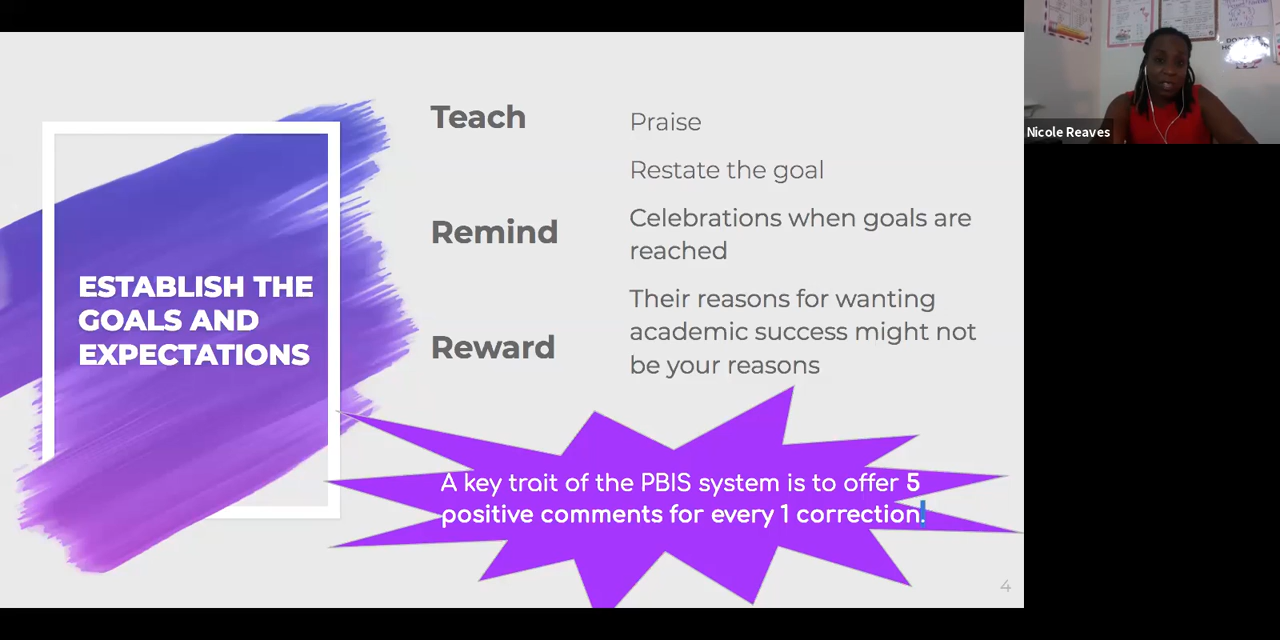 ESTABLISH THE
GOALS AND
EXPECTATIONS
Teach
Remind
Reward
Praise
Restate the goal
Celebrations when goals are
reached
Their reasons for wanting
academic success might not
be your reasons
A key trait of the PBIS system is to offer 5
positive comments for every 1 correction!
4
Nicole Reaves